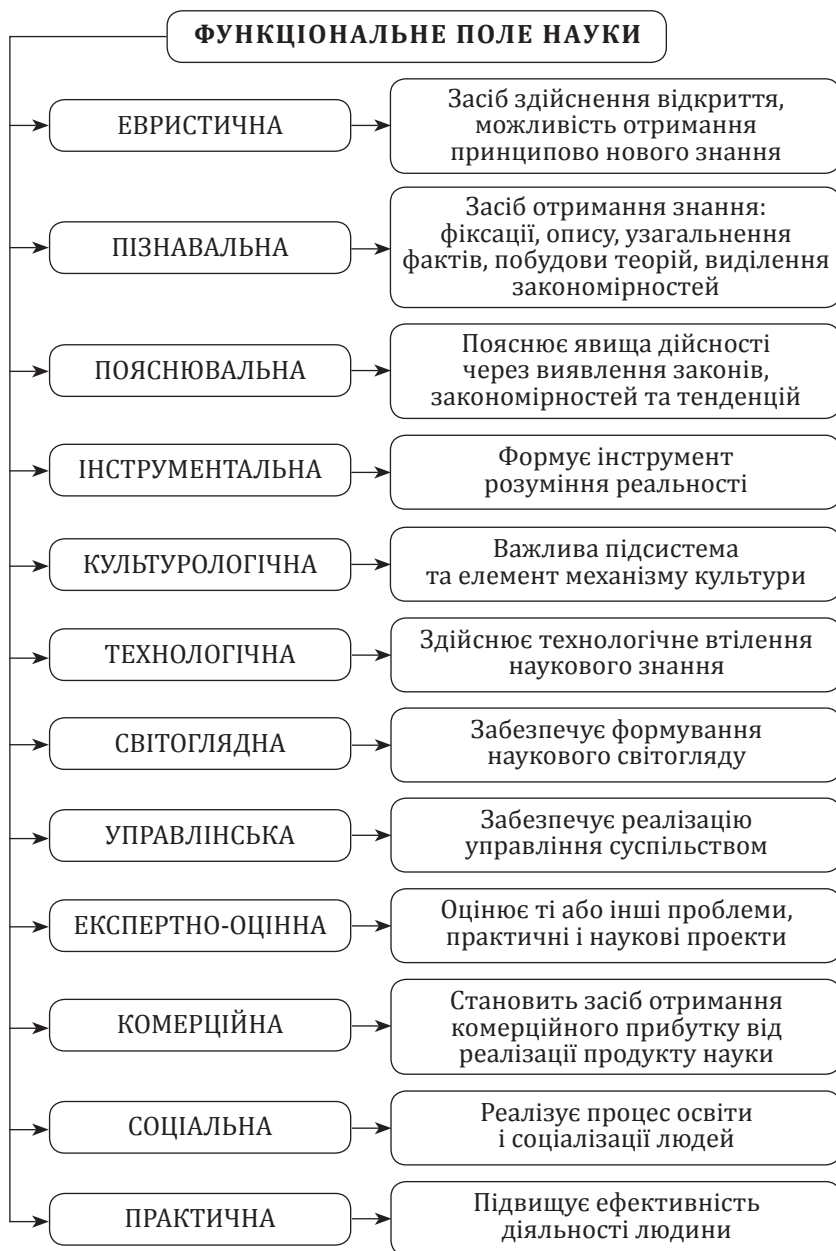 ФУНКЦІОНАЛЬНЕ ПОЛЕ НАУКИ
ЕВРИСТИЧНА
Засіб здійснення відкриття,
можливість отримання
принципово нового знання
ПІЗНАВАЛЬНА
Засіб отримання знання:
фіксації, опису, узагальнення
фактів, побудови теорій, виділення
закономірностей
ПОЯСНЮВАЛЬНА
Пояснює явища дійсності
через виявлення законів,
закономірностей та тенденцій
ІНСТРУМЕНТАЛЬНА
Формує інструмент
розуміння реальності
КУЛЬТУРОЛОГІЧНА
Важлива підсистема
та елемент механізму культури
ТЕХНОЛОГІЧНА
Здійснює технологічне втілення
наукового знання
СВІТОГЛЯДНА
Забезпечує формування
наукового світогляду
УПРАВЛІНСЬКА
Забезпечує реалізацію
управління суспільством
ЕКСПЕРТНО-ОЦІННА
Оцінює ті або інші проблеми,
практичні і наукові проекти
КОМЕРЦІЙНА
Становить засіб отримання
комерційного прибутку від
реалізації продукту науки
СОЦІАЛЬНА
Реалізує процес освіти
і соціалізації людей
ПРАКТИЧНА
Підвищує ефективність
діяльності людини